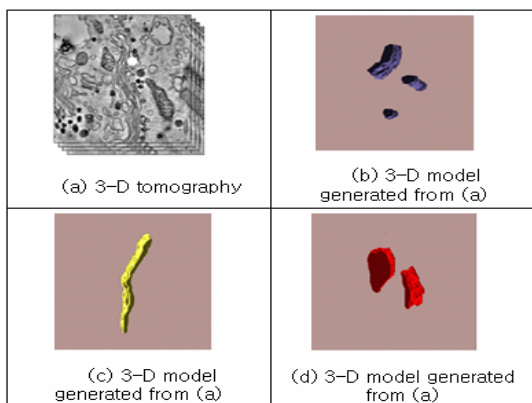 (a) 3-D tomography
(b) 3-D model
generated from (a)
(c) 3-D model
generated from (a)
(d) 3-D model generated
from (a)